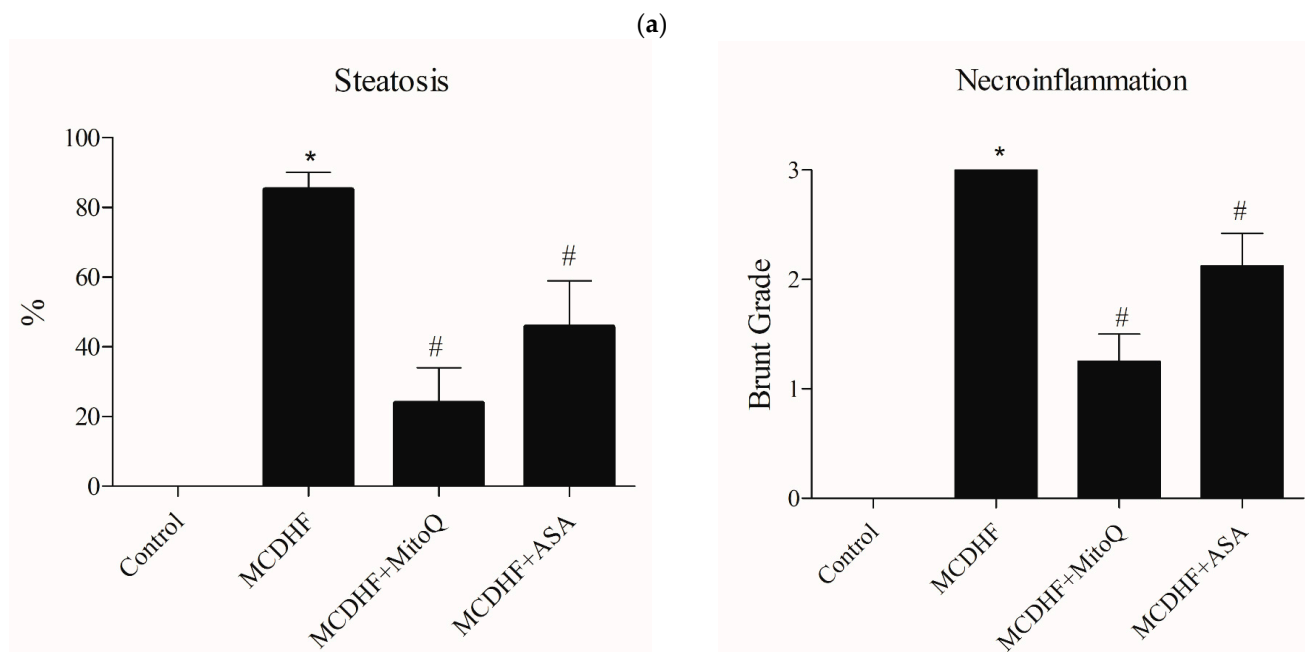 (a)
Steatosis
100
80
60
40
20
0
%
*
#
#
Control
MCDHF
MCDHF+MitoQ
MCDHF+ASA
Necroinflammation
3
2
1
0
Brunt Grade
*
#
#
Control
MCDHF
MCDHF+MitoQ
MCDHF+ASA